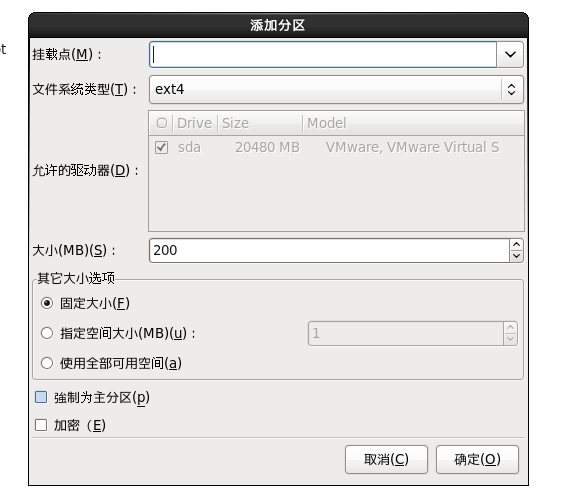 添加分区
ot
挂载点(M)：
文件系统类型(T)： ext4
Drive Size Model
sda 20480 MB VMware, VMware Virtual S
允许的驱动器(D)：
大小(MB)(S)： 200
其它大小选项
固定大小(F)
指定空间大小(MB)(u)： 1
使用全部可用空间(a)
強制为主分区(p)
加密（E)
取消(C) 确定(O)